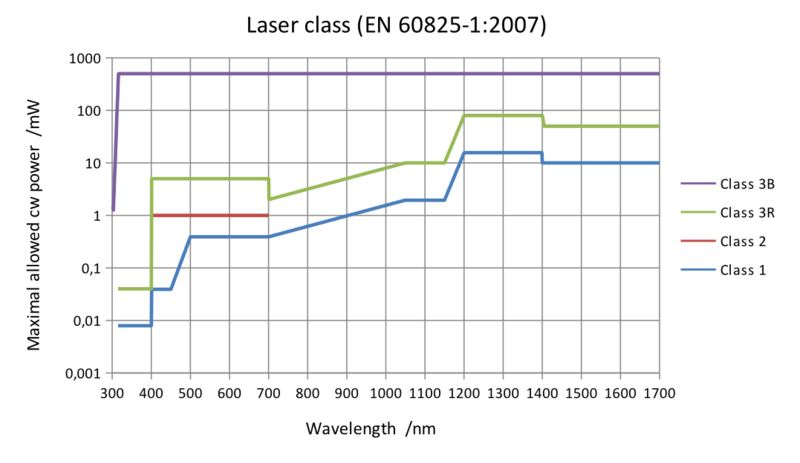 Laser class (EN 60825-1:2007)
Maximal allowed cw power /mW
1000
100
10
1
0,1
0,01
0,001
300 400 500 600 700 800 900 1000 1100 1200 1300 1400 1500 1600 1700
Wavelength /nm
Class 3B
Class 3R
Class 2
Class 1